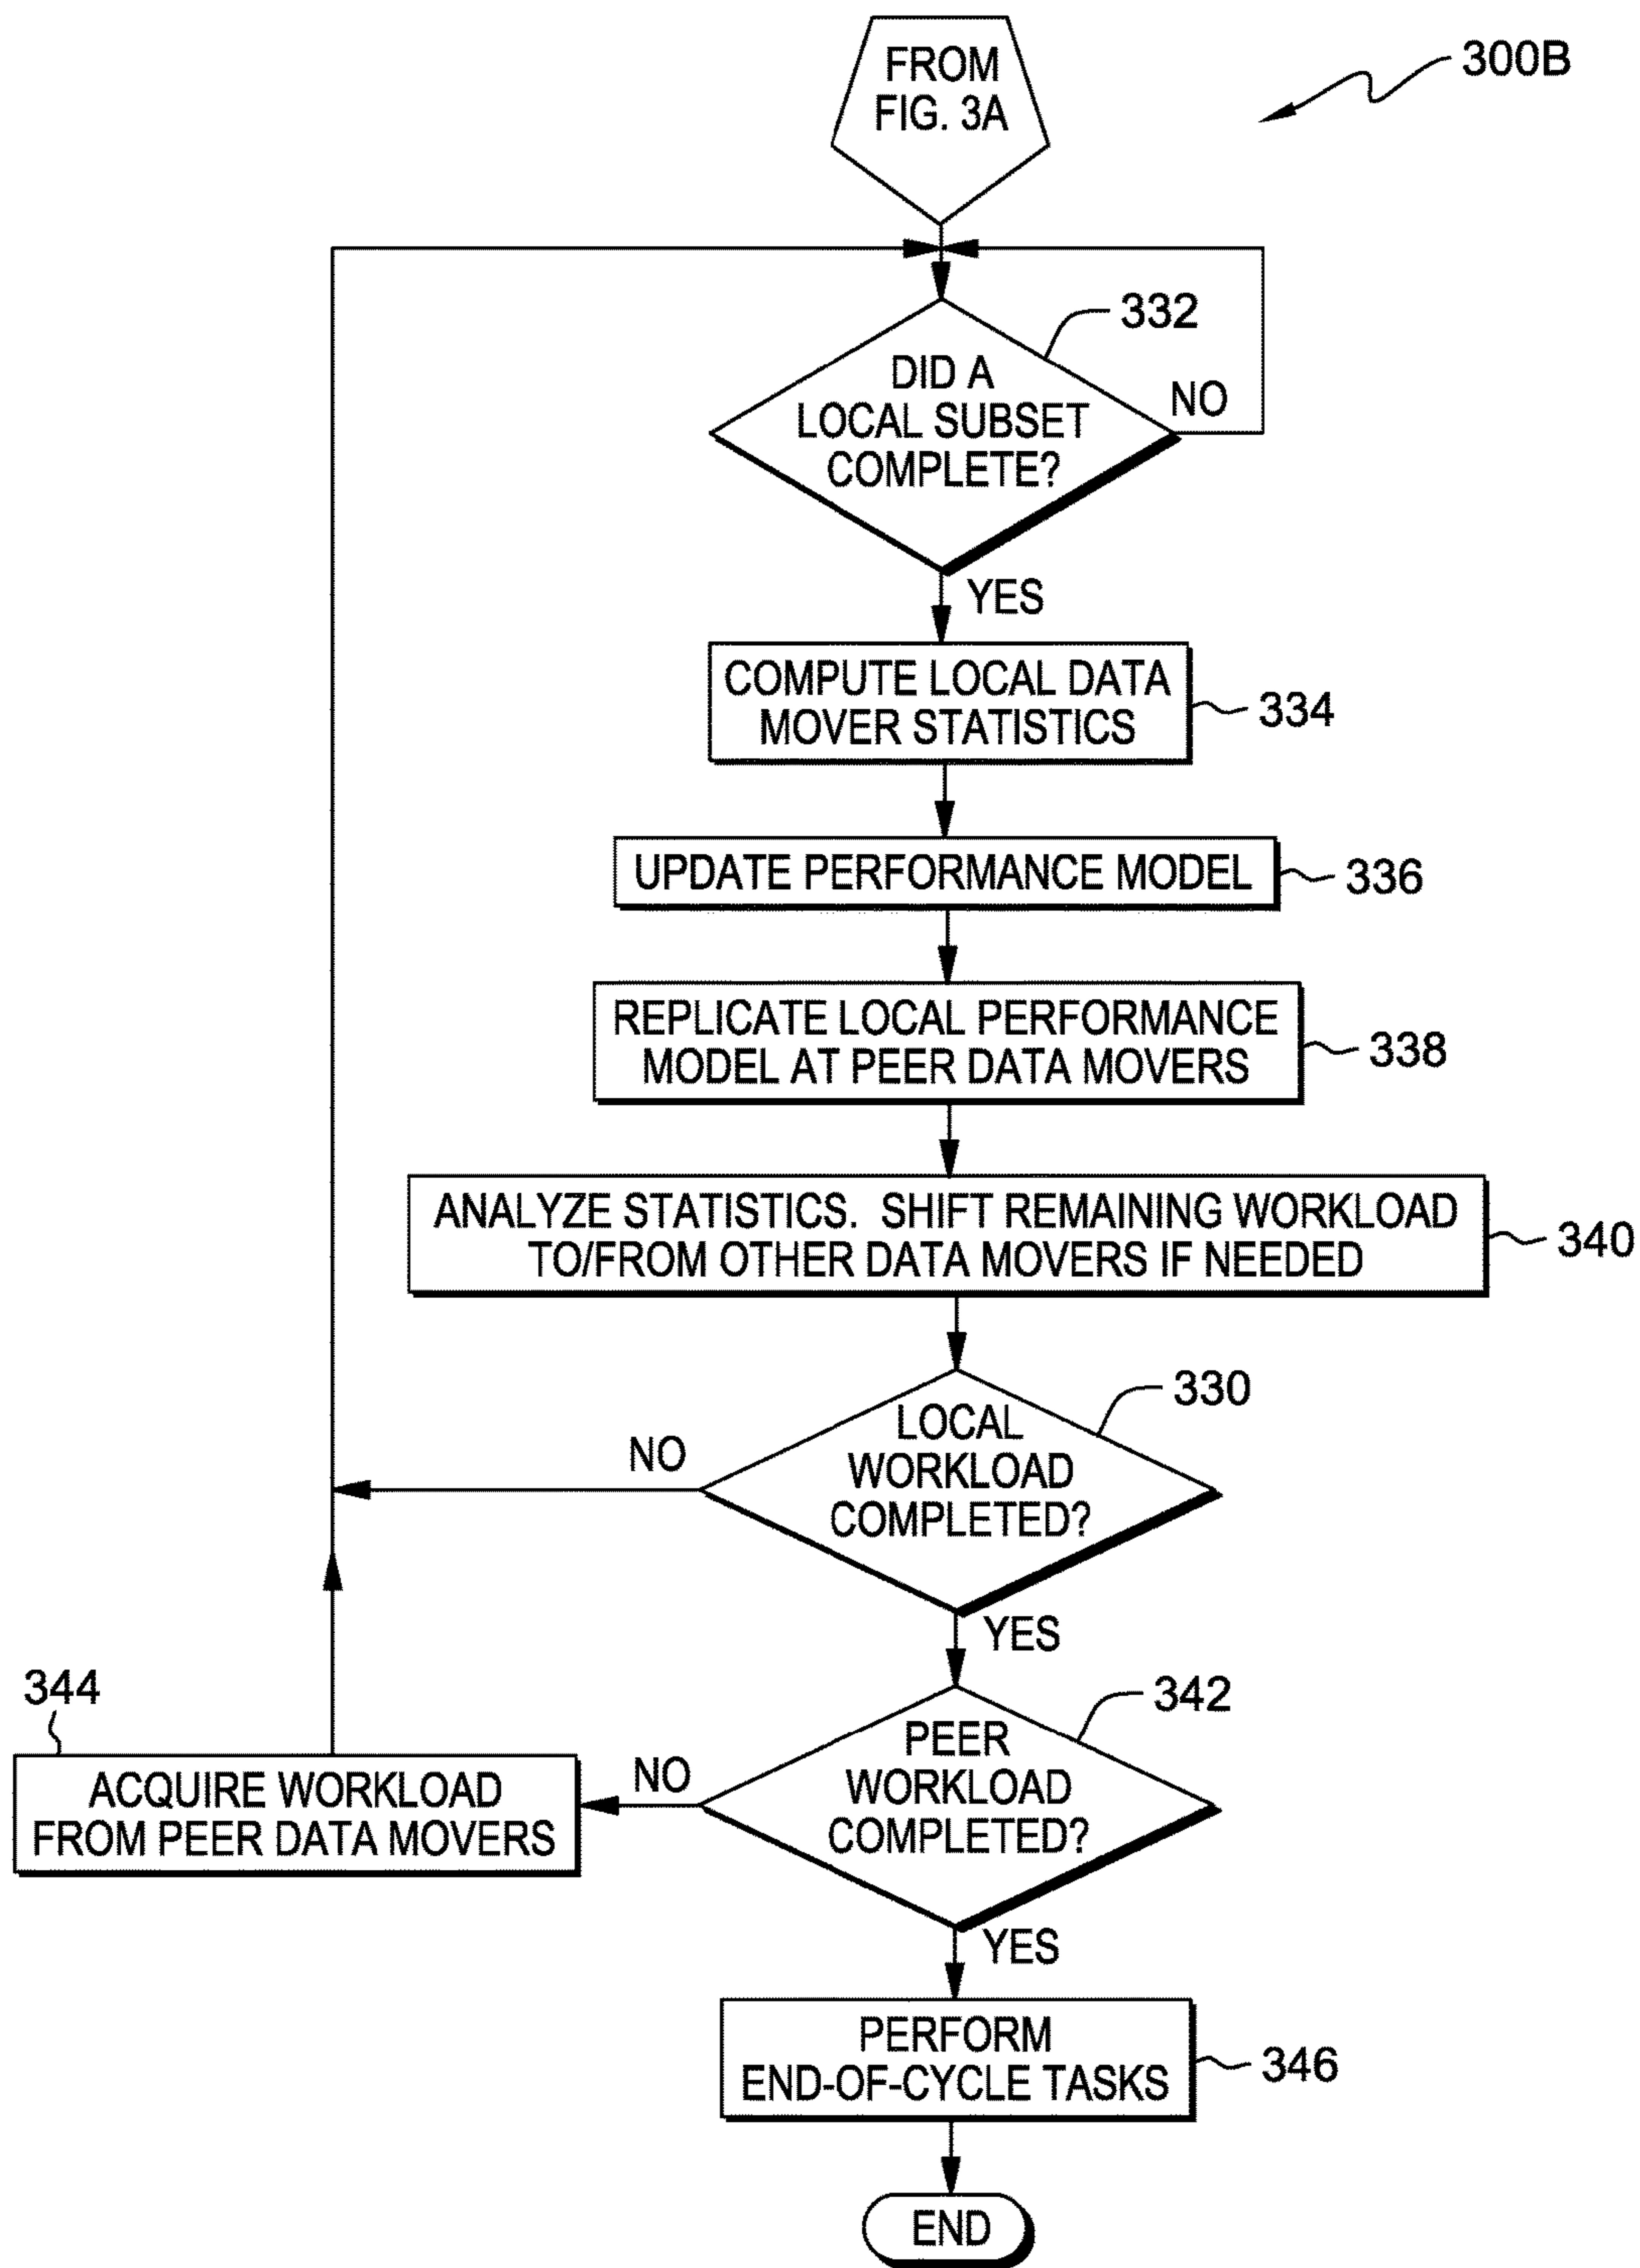 FROM
FIG. 3A
300B
332
DID A
LOCAL SUBSET
COMPLETE?
NO
YES
COMPUTE LOCAL DATA
MOVER STATISTICS
334
UPDATE PERFORMANCE MODEL
336
REPLICATE LOCAL PERFORMANCE
MODEL AT PEER DATA MOVERS
338
ANALYZE STATISTICS. SHIFT REMAINING WORKLOAD
TO/FROM OTHER DATA MOVERS IF NEEDED
340
330
LOCAL
WORKLOAD
COMPLETED?
NO
YES
342
PEER
WORKLOAD
COMPLETED?
NO
344
ACQUIRE WORKLOAD
FROM PEER DATA MOVERS
YES
PERFORM
END-OF-CYCLE TASKS
346
END